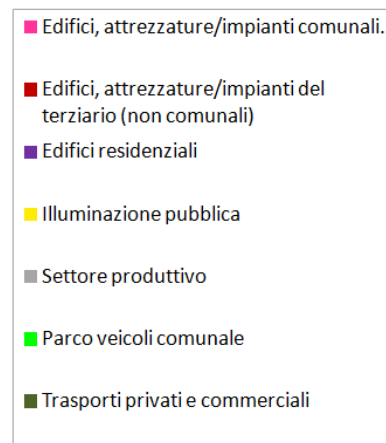 Edifici, attrezzature/impianti comunali.
Edifici, attrezzature/impianti del
terziario (non comunali)
Edifici residenziali
Illuminazione pubblica
Settore produttivo
Parco veicoli comunale
Trasporti privati e commerciali